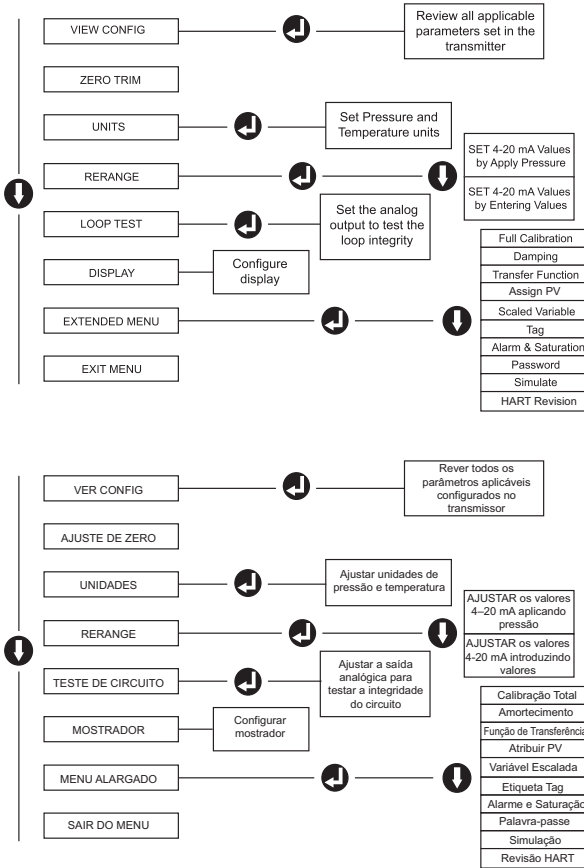 VIEW CONFIG
Review all applicable
parameters set in the
transmitter
ZERO TRIM
UNITS
Set Pressure and
Temperature units
RERANGE
SET 4-20 mA Values
by Apply Pressure
SET 4-20 mA Values
by Entering Values
LOOP TEST
Set the analog
output to test the
loop integrity
DISPLAY
Configure
display
EXTENDED MENU
Full Calibration
Damping
Transfer Function
Assign PV
Scaled Variable
Tag
Alarm & Saturation
Password
Simulate
HART Revision
EXIT MENU
VER CONFIG
Rever todos os
parâmetros aplicáveis
configurados no
transmissor
AJUSTE DE ZERO
UNIDADES
Ajustar unidades de
pressão e temperatura
RERANGE
AJUSTAR os valores
4–20 mA aplicando
pressão
AJUSTAR os valores
4-20 mA introduzindo
valores
TESTE DE CIRCUITO
Ajustar a saída
analógica para
testar a integridade
do circuito
MOSTRADOR
Configurar
mostrador
MENU ALARGADO
Calibração Total
Amortecimento
Função de Transferência
Atribuir PV
Variável Escalada
Etiqueta Tag
Alarme e Saturação
Palavra-passe
Simulação
Revisão HART
SAIR DO MENU